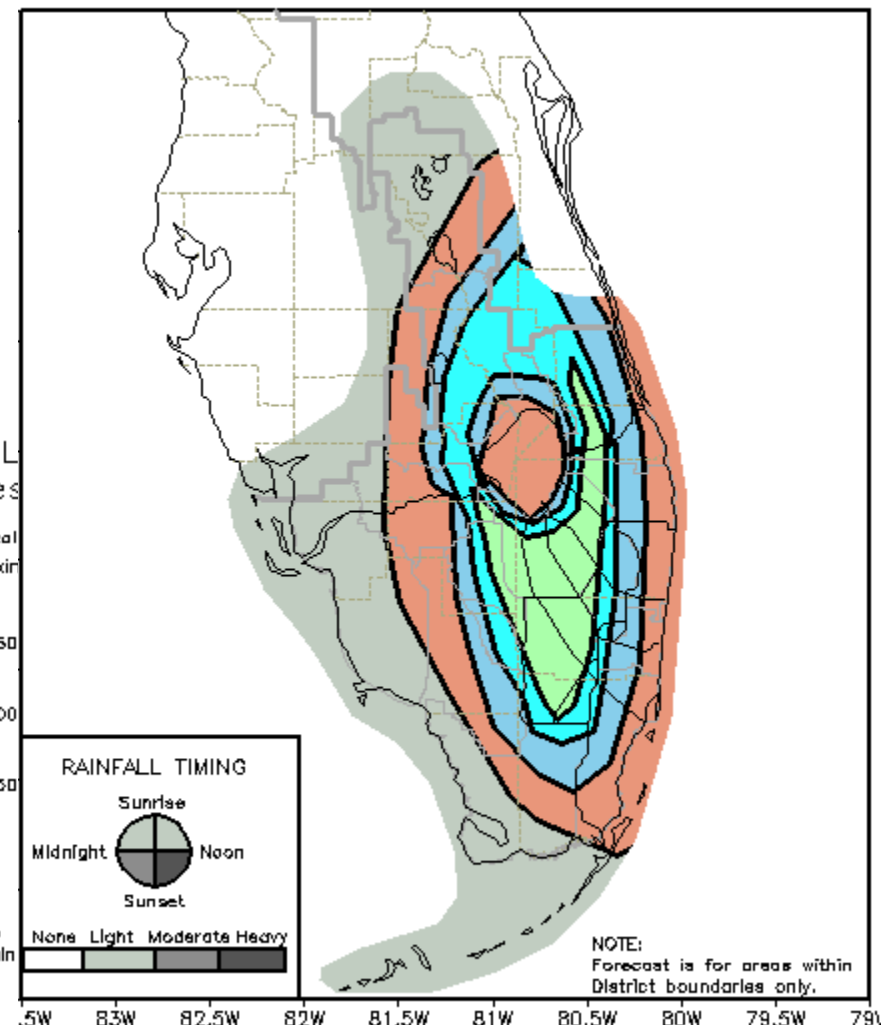 RAINFALL TIMING
Sunrise
Midnight Noon
Sunset
None Light Moderate Heavy
NOTE:
Forecast is for areas within
District boundaries only.
.5W 83W 82.5W 82W 81.5W 81W 80.5W 80W 79.5W